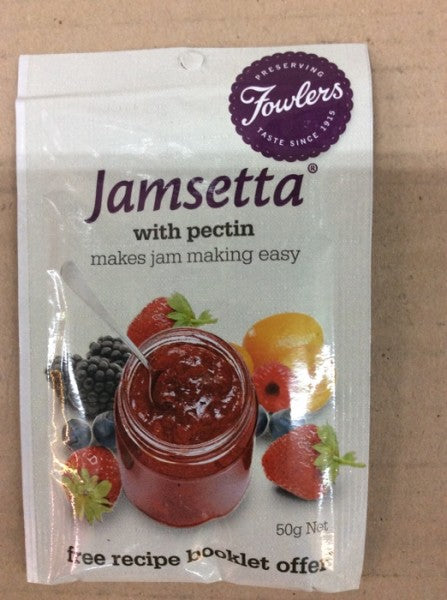 PRESERVING
Fowlers
TASTE SINCE 1915
Jamsetta®
with pectin
makes jam making easy
50g Net
free recipe booklet offer